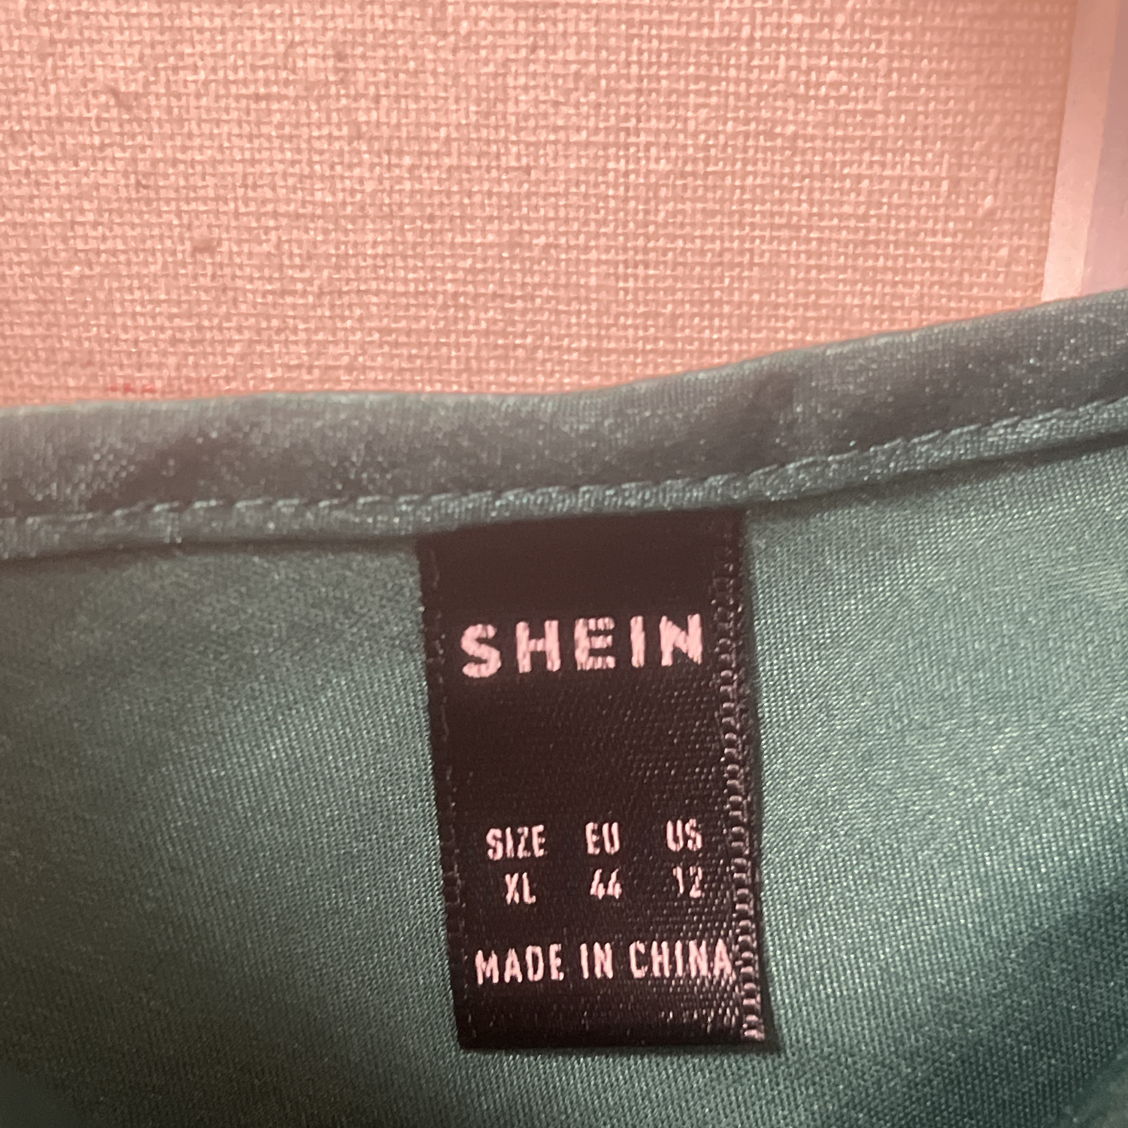 SHEIN
SIZE EU US
XL 44 12
MADE IN CHINA